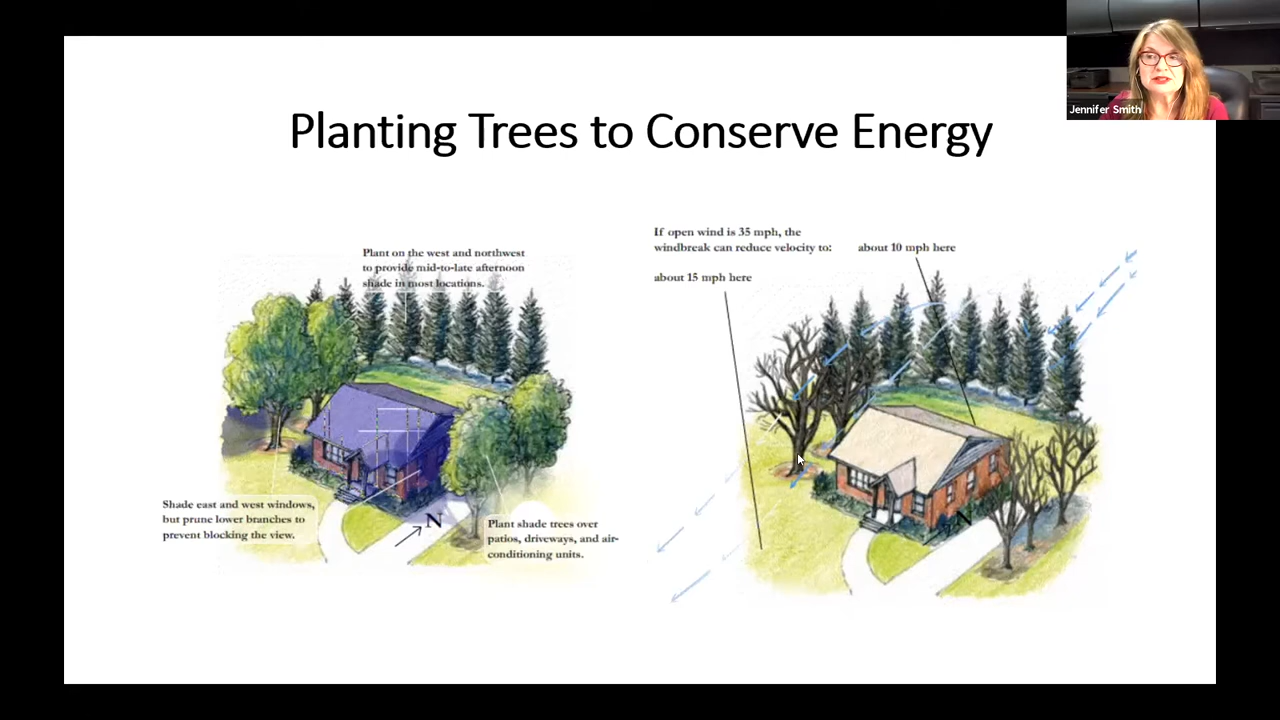 Jennifer Smith
Planting Trees to Conserve Energy
Plant on the west and northwest
to provide mid-to-late afternoon
shade in most locations.
Shade east and west windows,
but prune lower branches to
prevent blocking the view.
N
Plant shade trees over
patios, driveways, and air-
conditioning units.
If open wind is 35 mph, the
windbreak can reduce velocity to:
about 15 mph here
about 10 mph here
N